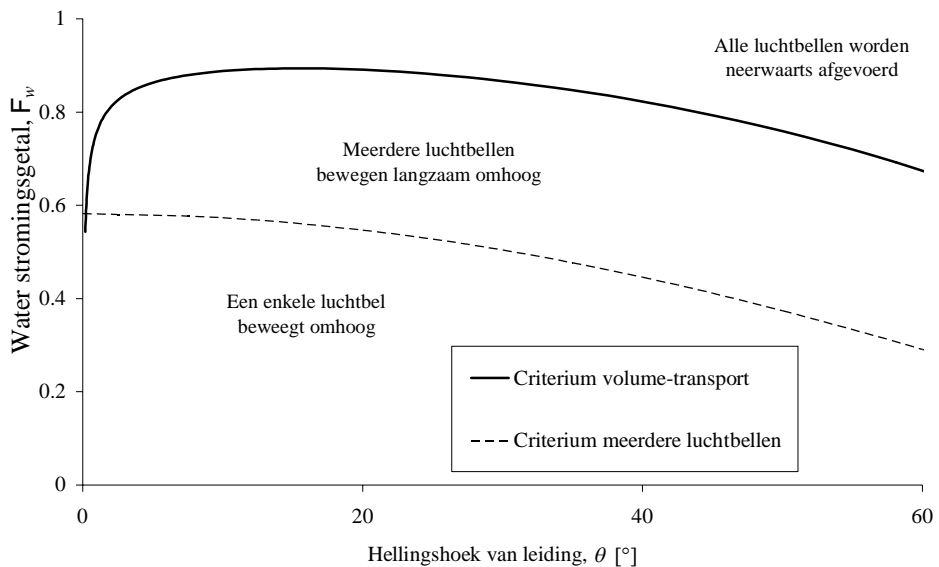 1
0.8
0.6
0.4
0.2
0
Water stromingsgetal, F_w
Alle luchtbellen worden
neerwaarts afgevoerd
Meerdere luchtbellen
bewegen langzaam omhoog
Een enkele luchtbel
beweegt omhoog
Criterium volume-transport
Criterium meerdere luchtbellen
0 20 40 60
Hellingshoek van leiding, θ [°]